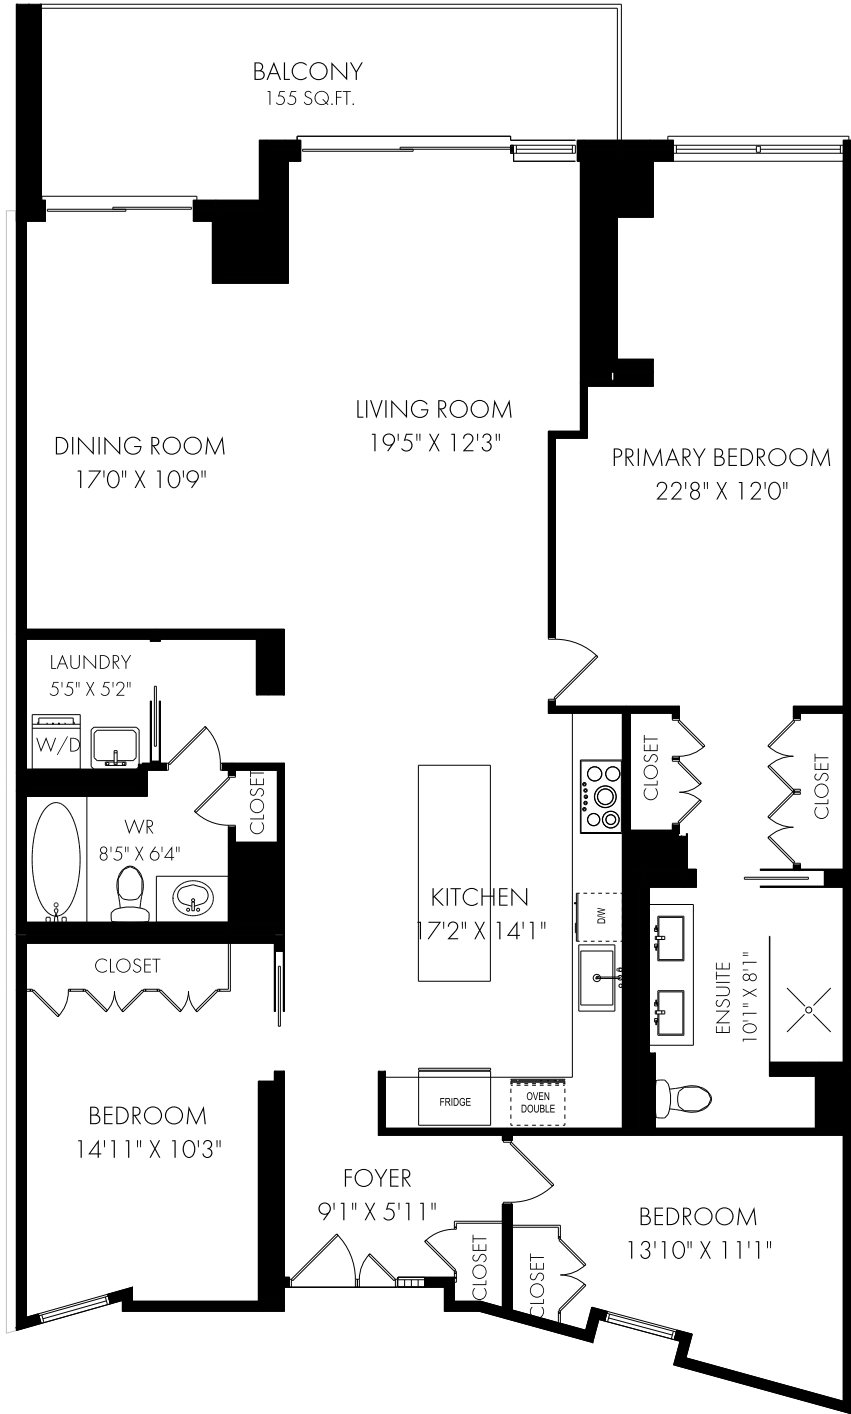 BALCONY
155 SQ.FT.
LIVING ROOM
19'5" X 12'3"
DINING ROOM
17'0" X 10'9"
PRIMARY BEDROOM
22'8" X 12'0"
LAUNDRY
5'5" X 5'2"
W/D
CLOSET
CLOSET
CLOSET
WR
8'5" X 6'4"
KITCHEN
17'2" X 14'1"
D/W
CLOSET
ENSUITE
10'1" X 8'1"
FRIDGE
OVEN
DOUBLE
BEDROOM
14'11" X 10'3"
FOYER
9'1" X 5'11"
BEDROOM
13'10" X 11'1"
CLOSET
CLOSET